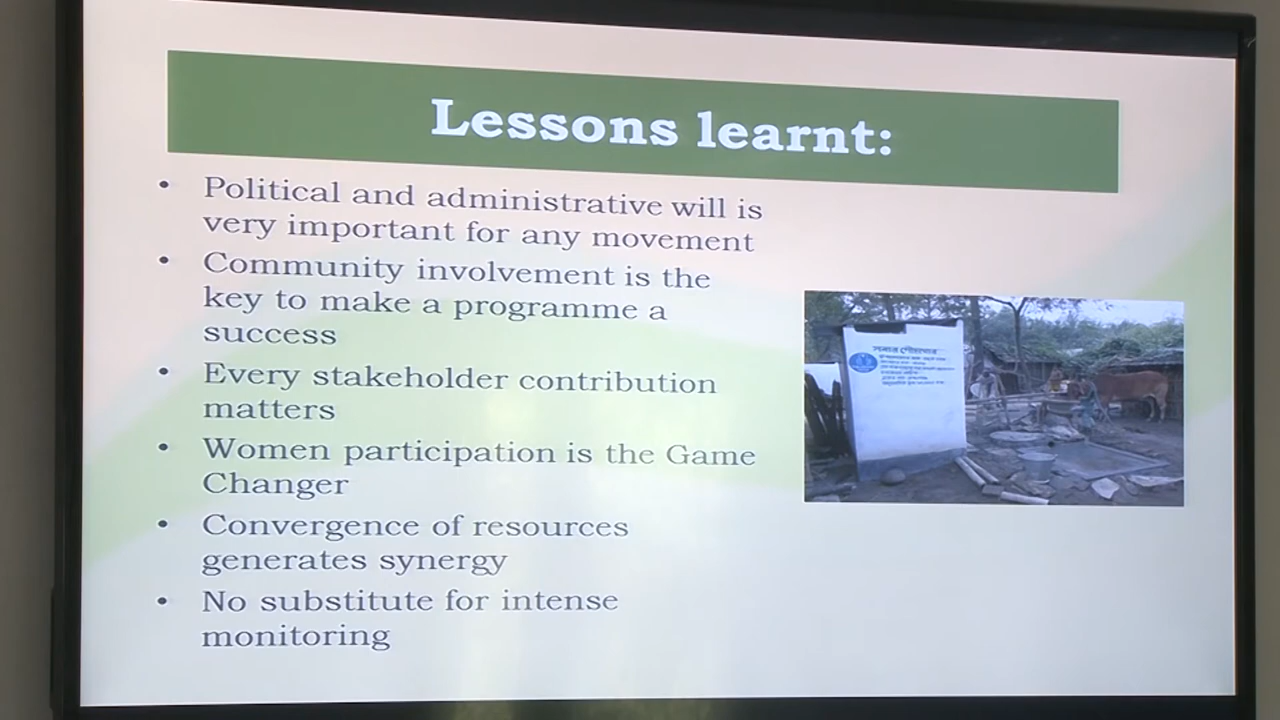 Lessons learnt:
• Political and administrative will is
very important for any movement
• Community involvement is the
key to make a programme a
success
• Every stakeholder contribution
matters
• Women participation is the Game
Changer
• Convergence of resources
generates synergy
• No substitute for intense
monitoring
সবার শৌচাগার